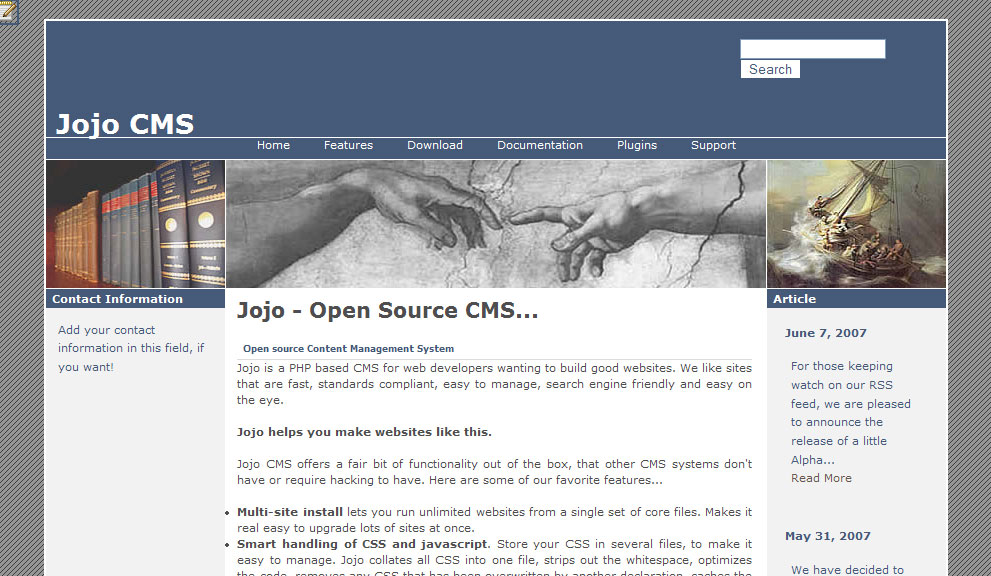 Search
Jojo CMS
Home Features Download Documentation Plugins Support
Contact Information
Add your contact
information in this field, if
you want!
Jojo - Open Source CMS...
Open source Content Management System
Jojo is a PHP based CMS for web developers wanting to build good websites. We like sites
that are fast, standards compliant, easy to manage, search engine friendly and easy on
the eye.
Jojo helps you make websites like this.
Jojo CMS offers a fair bit of functionality out of the box, that other CMS systems don't
have or require hacking to have. Here are some of our favorite features...
• Multi-site install lets you run unlimited websites from a single set of core files. Makes it
real easy to upgrade lots of sites at once.
• Smart handling of CSS and javascript. Store your CSS in several files, to make it
easy to manage. Jojo collates all CSS into one file, strips out the whitespace, optimizes
the code, removes any CSS that has been overwritten by another declaration, caches the
Article
June 7, 2007
For those keeping
watch on our RSS
feed, we are pleased
to announce the
release of a little
Alpha...
Read More
May 31, 2007
We have decided to